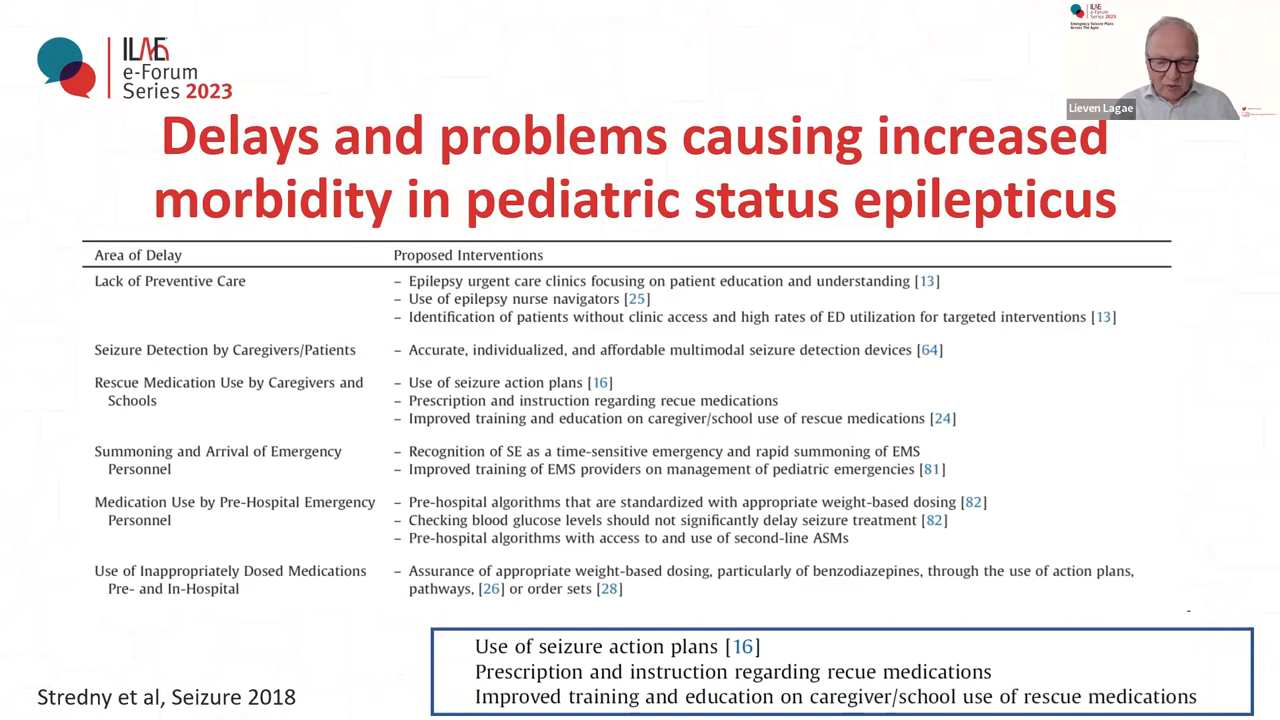 ILAE
e-Forum
Series 2023
ILAE
e-Forum
Series 2023
Emergency Seizure Plans
Across The Ages
Lieven Lagae
Delays and problems causing increased
morbidity in pediatric status epilepticus
Area of Delay Proposed Interventions
Lack of Preventive Care – Epilepsy urgent care clinics focusing on patient education and understanding [13]
– Use of epilepsy nurse navigators [25]
– Identification of patients without clinic access and high rates of ED utilization for targeted interventions [13]
Seizure Detection by Caregivers/Patients – Accurate, individualized, and affordable multimodal seizure detection devices [64]
Rescue Medication Use by Caregivers and – Use of seizure action plans [16]
Schools – Prescription and instruction regarding recue medications
– Improved training and education on caregiver/school use of rescue medications [24]
Summoning and Arrival of Emergency – Recognition of SE as a time-sensitive emergency and rapid summoning of EMS
Personnel – Improved training of EMS providers on management of pediatric emergencies [81]
Medication Use by Pre-Hospital Emergency – Pre-hospital algorithms that are standardized with appropriate weight-based dosing [82]
Personnel – Checking blood glucose levels should not significantly delay seizure treatment [82]
– Pre-hospital algorithms with access to and use of second-line ASMs
Use of Inappropriately Dosed Medications – Assurance of appropriate weight-based dosing, particularly of benzodiazepines, through the use of action plans,
Pre- and In-Hospital pathways, [26] or order sets [28]
Use of seizure action plans [16]
Prescription and instruction regarding recue medications
Improved training and education on caregiver/school use of rescue medications
Stredny et al, Seizure 2018